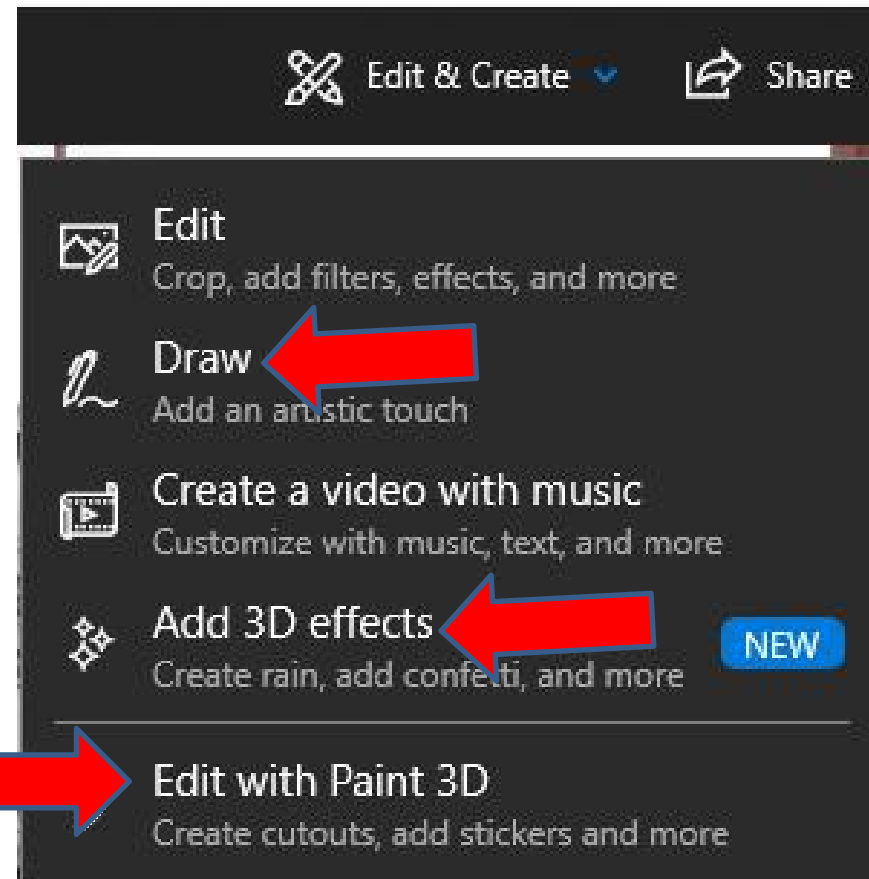 Edit & Create Share
Edit
Crop, add filters, effects, and more
Draw
Add an artistic touch
Create a video with music
Customize with music, text, and more
Add 3D effects
Create rain, add confetti, and more
NEW
Edit with Paint 3D
Create cutouts, add stickers and more